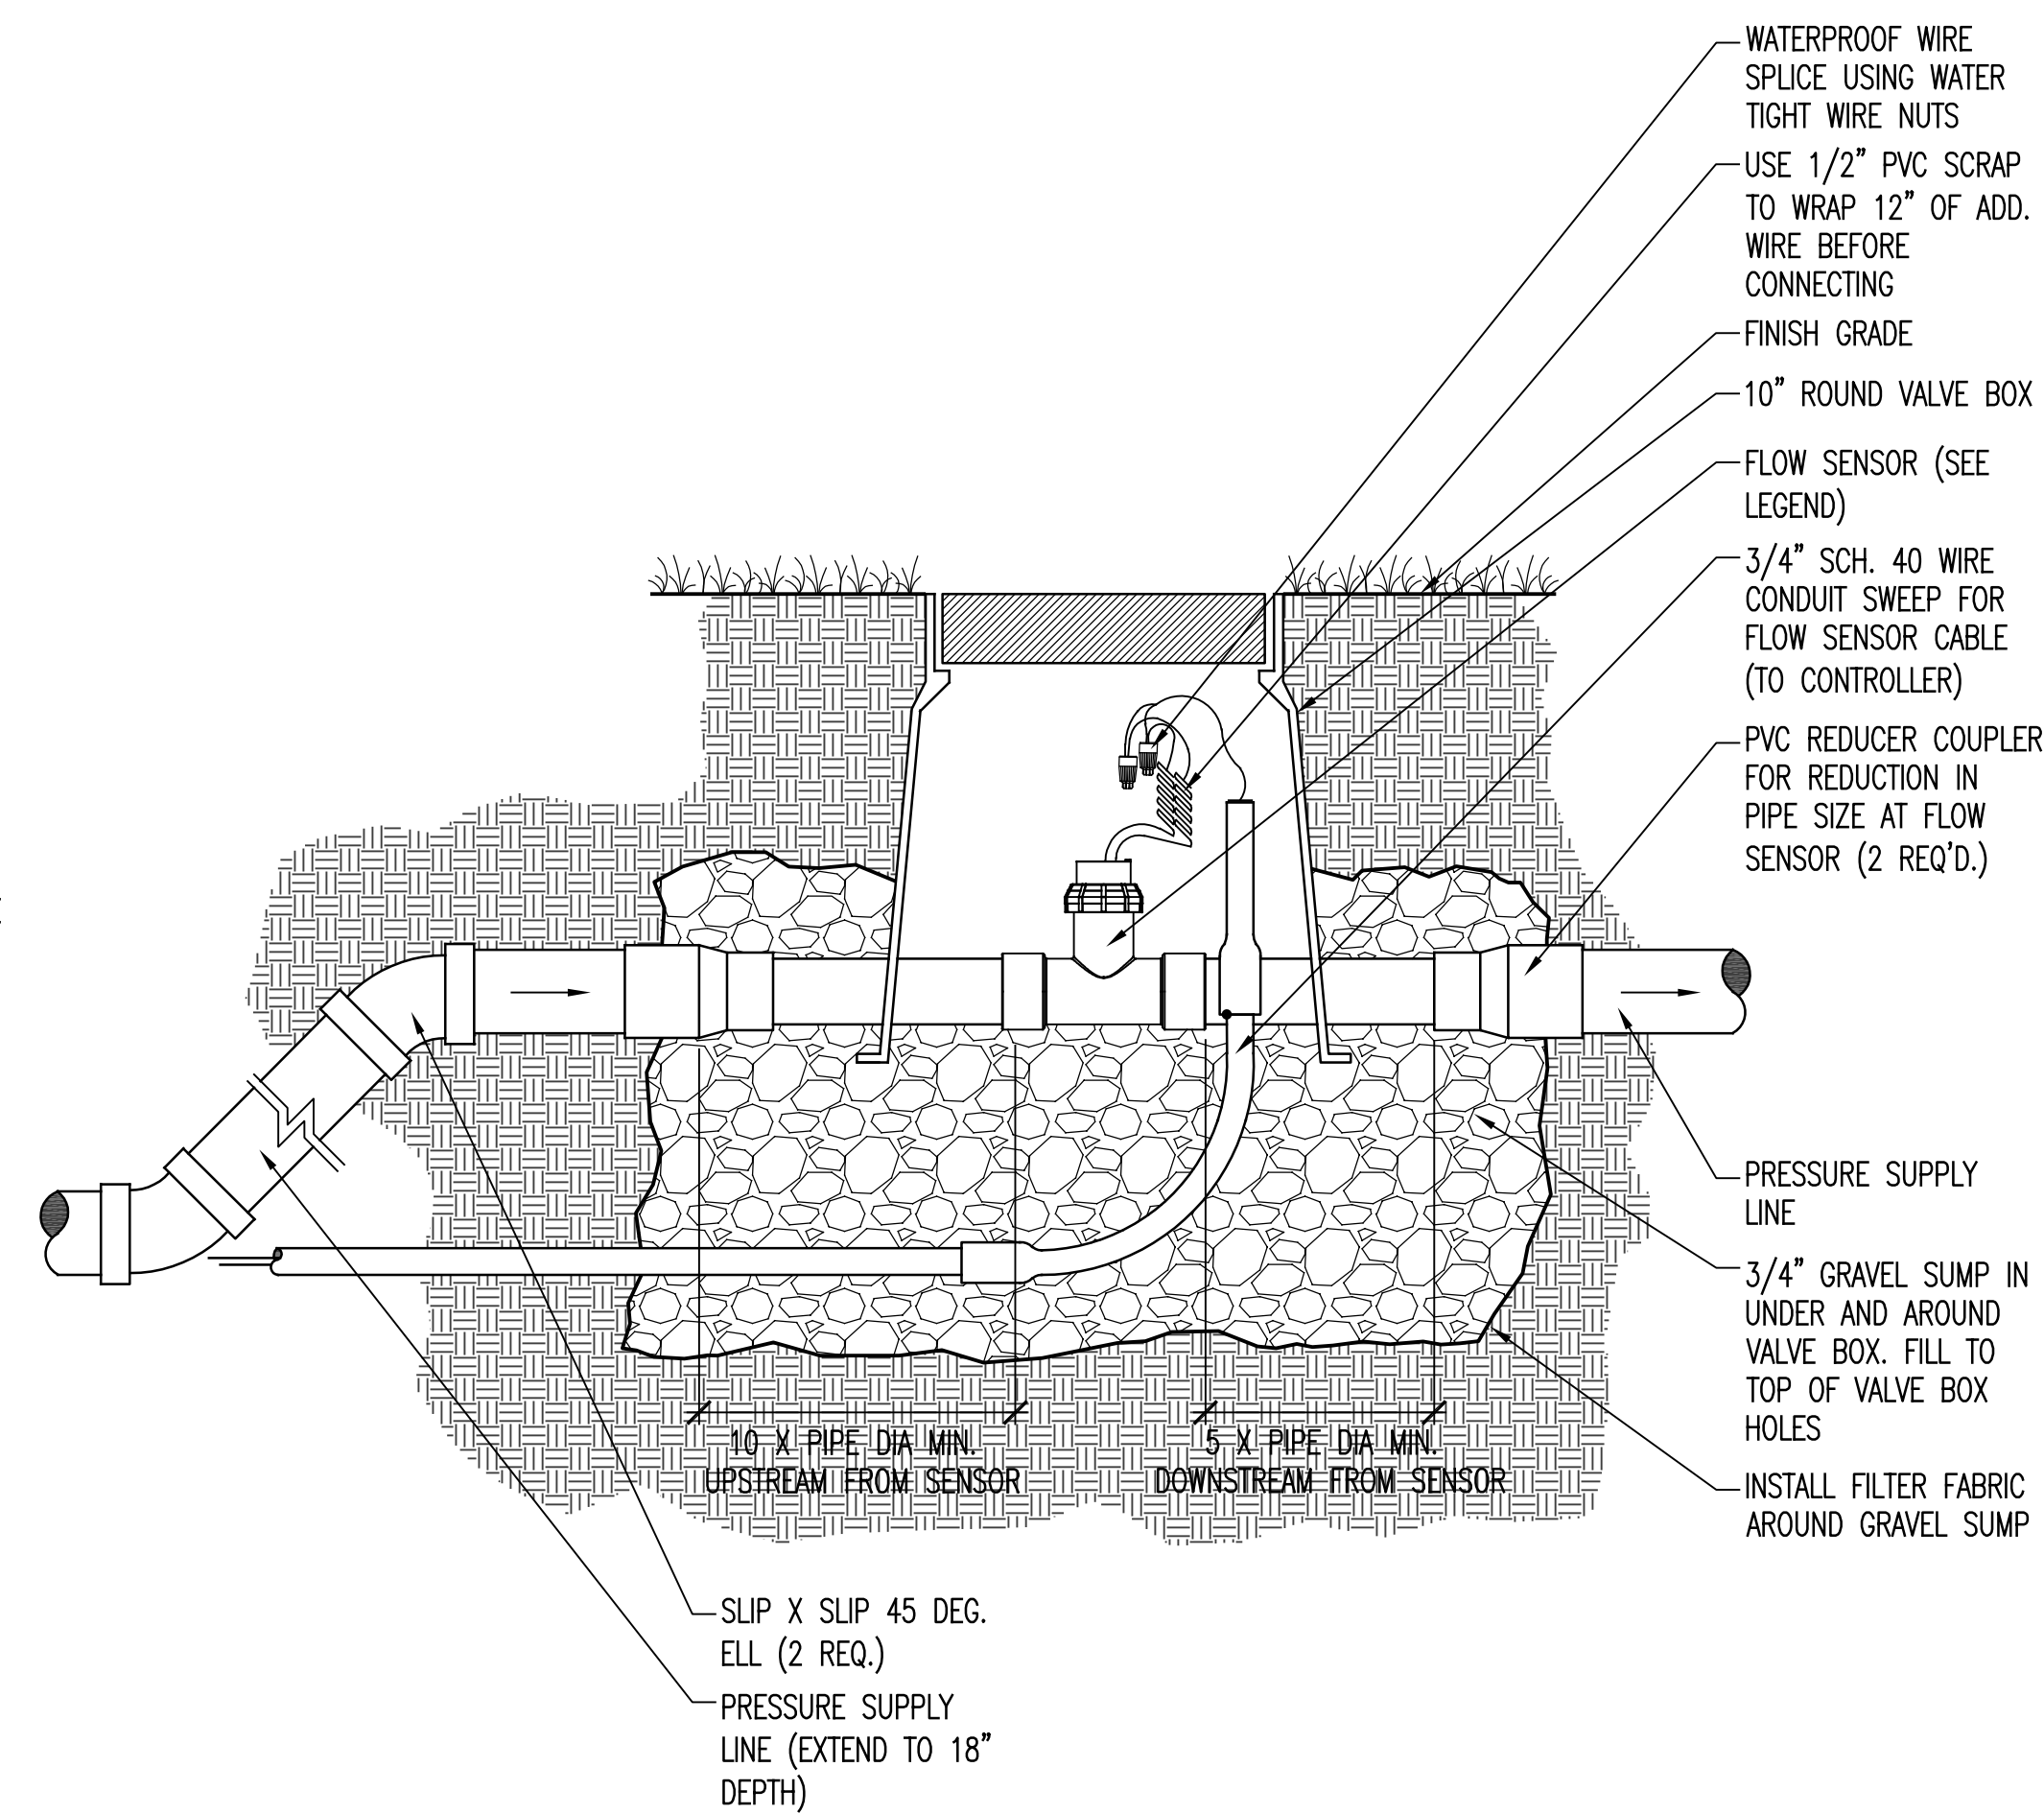 WATERPROOF WIRE
SPLICE USING WATER
TIGHT WIRE NUTS
USE 1/2" PVC SCRAP
TO WRAP 12" OF ADD.
WIRE BEFORE
CONNECTING
FINISH GRADE
10" ROUND VALVE BOX
FLOW SENSOR (SEE
LEGEND)
3/4" SCH. 40 WIRE
CONDUIT SWEEP FOR
FLOW SENSOR CABLE
(TO CONTROLLER)
PVC REDUCER COUPLER
FOR REDUCTION IN
PIPE SIZE AT FLOW
SENSOR (2 REQ'D.)
PRESSURE SUPPLY
LINE
3/4" GRAVEL SUMP IN
UNDER AND AROUND
VALVE BOX. FILL TO
TOP OF VALVE BOX
HOLES
INSTALL FILTER FABRIC
AROUND GRAVEL SUMP
10 X PIPE DIA MIN.
UPSTREAM FROM SENSOR
5 X PIPE DIA MIN.
DOWNSTREAM FROM SENSOR
SLIP X SLIP 45 DEG.
ELL (2 REQ.)
PRESSURE SUPPLY
LINE (EXTEND TO 18"
DEPTH)